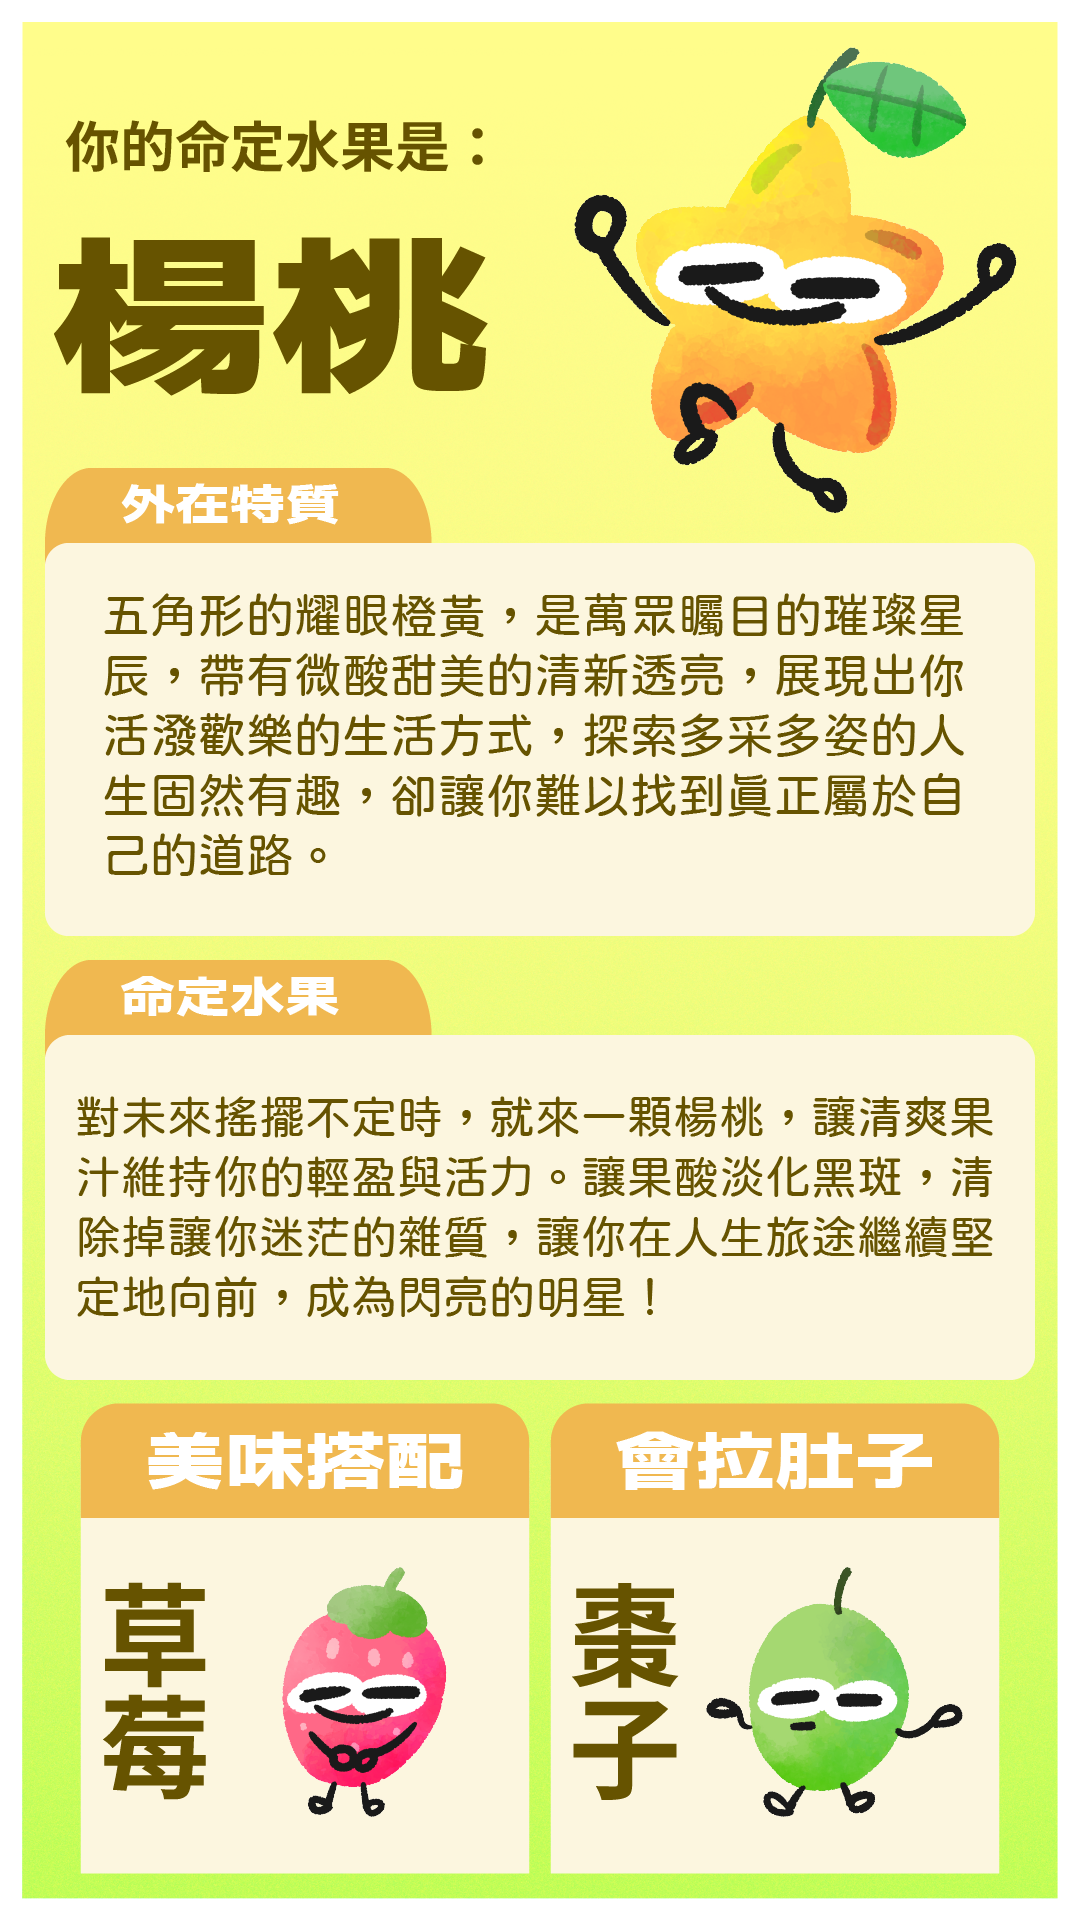 你的命定水果是：
楊桃
外在特質
五角形的耀眼橙黃，是萬眾矚目的璀璨星
辰，帶有微酸甜美的清新透亮，展現出你
活潑歡樂的生活方式，探索多采多姿的人
生固然有趣，卻讓你難以找到真正屬於自
己的道路。
命定水果
對未來搖擺不定時，就來一顆楊桃，讓清爽果
汁維持你的輕盈與活力。讓果酸淡化黑斑，清
除掉讓你迷茫的雜質，讓你在人生旅途繼續堅
定地向前，成為閃亮的明星！
美味搭配
草莓
會拉肚子
棗子